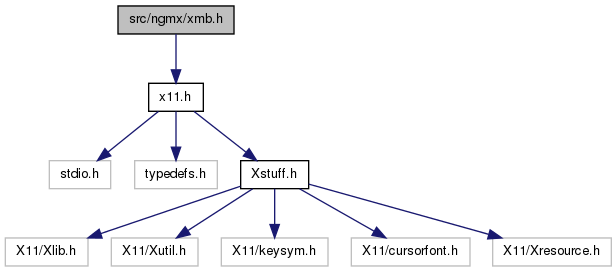 src/ngmx/xmb.h
x11.h
stdio.h
typedefs.h
Xstuff.h
X11/Xlib.h
X11/Xutil.h
X11/keysym.h
X11/cursorfont.h
X11/Xresource.h